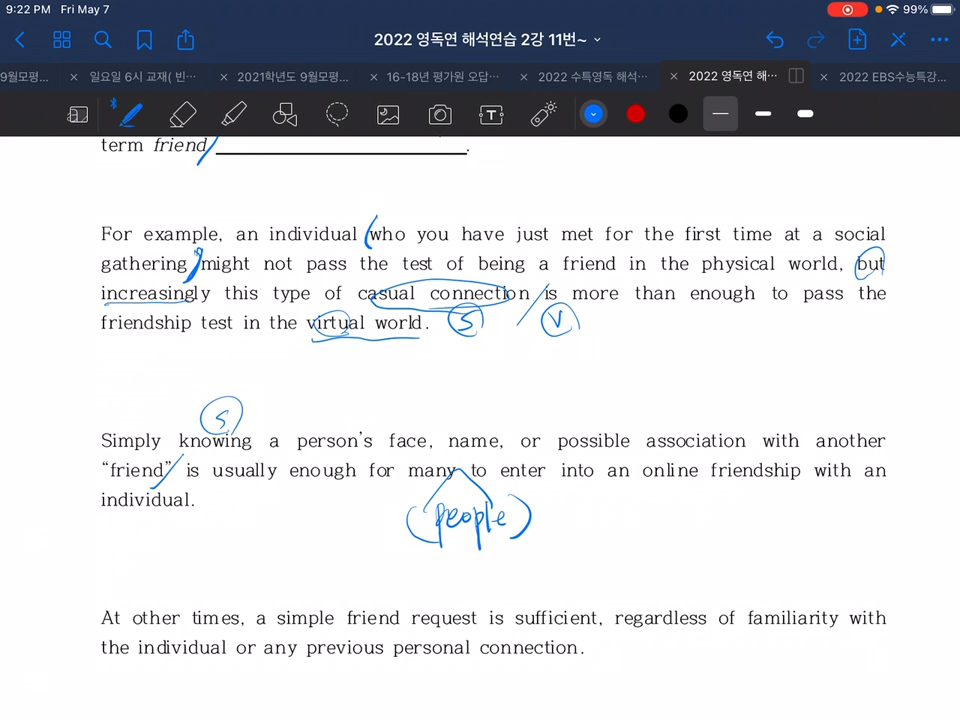 9:22 PM Fri May 7
99%
2022 영독연 해석연습 2강 11번~
9월모평...
일요일 6시 교재( 빈...
2021학년도 9월모평...
16-18년 평가원 오답...
2022 수특영독 해석...
2022 영독연 해...
2022 EBS수능특강...
term friend ____________.
For example, an individual (who you have just met for the first time at a social
gathering) might not pass the test of being a friend in the physical world, but
increasingly this type of casual connection / is more than enough to pass the
friendship test in the virtual world. S V
S
Simply knowing a person's face, name, or possible association with another
“friend” / is usually enough for many to enter into an online friendship with an
individual.
(people)
At other times, a simple friend request is sufficient, regardless of familiarity with
the individual or any previous personal connection.